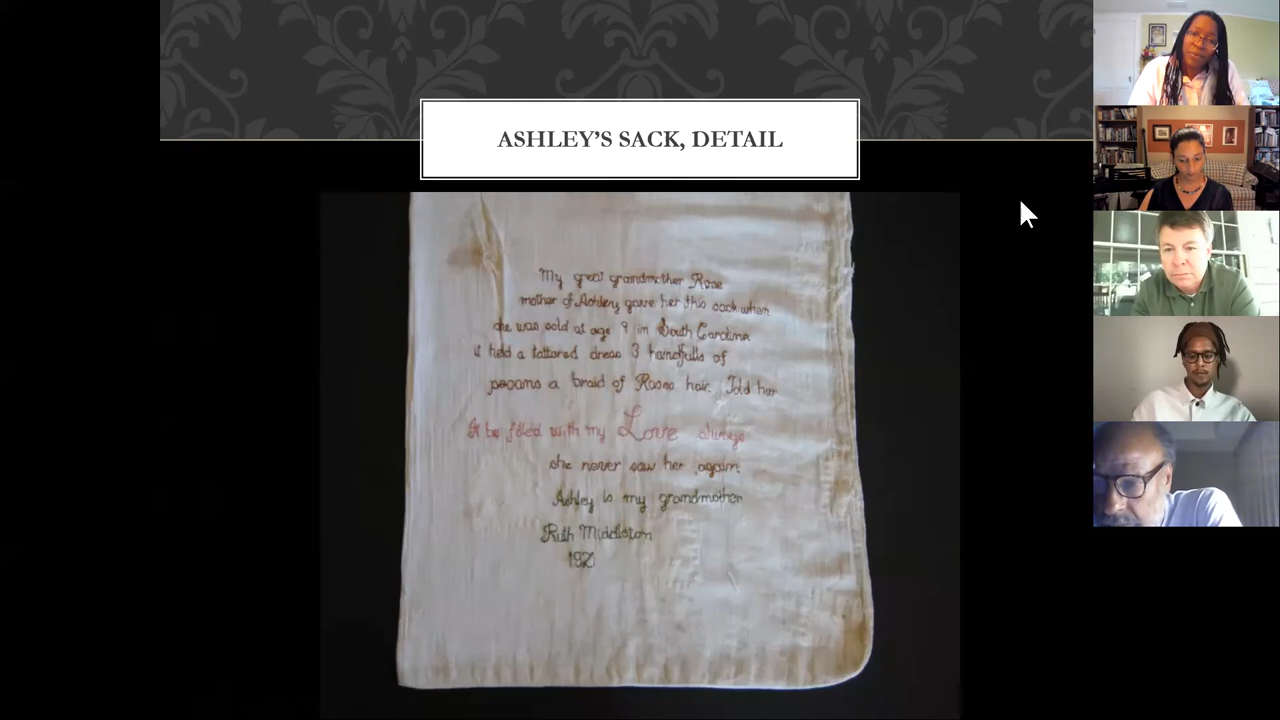 ASHLEY'S SACK, DETAIL
My great grandmother Rose
mother of Ashley gave her this sack when
she was sold at age 9 in South Carolina
it held a tattered dress 3 handfulls of
pecans a braid of Roses hair. Told her
It be filled with my Love always
she never saw her again
Ashley is my grandmother
Ruth Middleton
1921